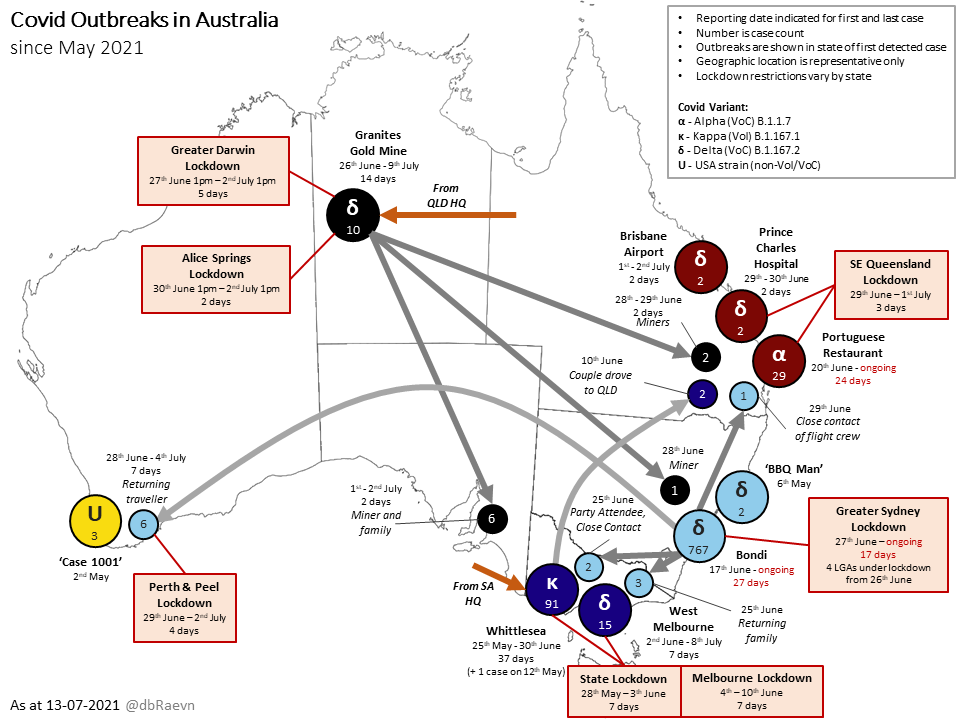 Covid Outbreaks in Australia
since May 2021
• Reporting date indicated for first and last case
• Number is case count
• Outbreaks are shown in state of first detected case
• Geographic location is representative only
• Lockdown restrictions vary by state
Covid Variant:
α - Alpha (VoC) B.1.1.7
κ - Kappa (VoI) B.1.167.1
δ - Delta (VoC) B.1.167.2
U - USA strain (non-VoI/VoC)
Granites
Gold Mine
26th June - 9th July
14 days
δ
10
From
QLD HQ
Greater Darwin
Lockdown
27th June 1pm – 2nd July 1pm
5 days
Alice Springs
Lockdown
30th June 1pm – 2nd July 1pm
2 days
Brisbane
Airport
1st - 2nd July
2 days
δ
2
Prince
Charles
Hospital
29th - 30th June
2 days
δ
2
SE Queensland
Lockdown
29th June – 1st July
3 days
28th - 29th June
2 days
Miners
2
α
29
Portuguese
Restaurant
20th June - ongoing
24 days
10th June
Couple drove
to QLD
2
1
29th June
Close contact
of flight crew
28th June
Miner
1
‘BBQ Man’
6th May
δ
2
28th June - 4th July
7 days
Returning
traveller
6
U
3
‘Case 1001’
2nd May
Perth & Peel
Lockdown
29th June – 2nd July
4 days
1st - 2nd July
2 days
Miner and
family
6
25th June
Party Attendee,
Close Contact
2
δ
767
Bondi
17th June - ongoing
27 days
Greater Sydney
Lockdown
27th June – ongoing
17 days
4 LGAs under lockdown
from 26th June
3
25th June
Returning
family
From SA
HQ
κ
91
Whittlesea
25th May - 30th June
37 days
(+ 1 case on 12th May)
δ
15
West
Melbourne
2nd June - 8th July
7 days
State Lockdown
28th May – 3th June
7 days
Melbourne Lockdown
4th – 10th June
7 days
As at 13-07-2021 @dbRaevn